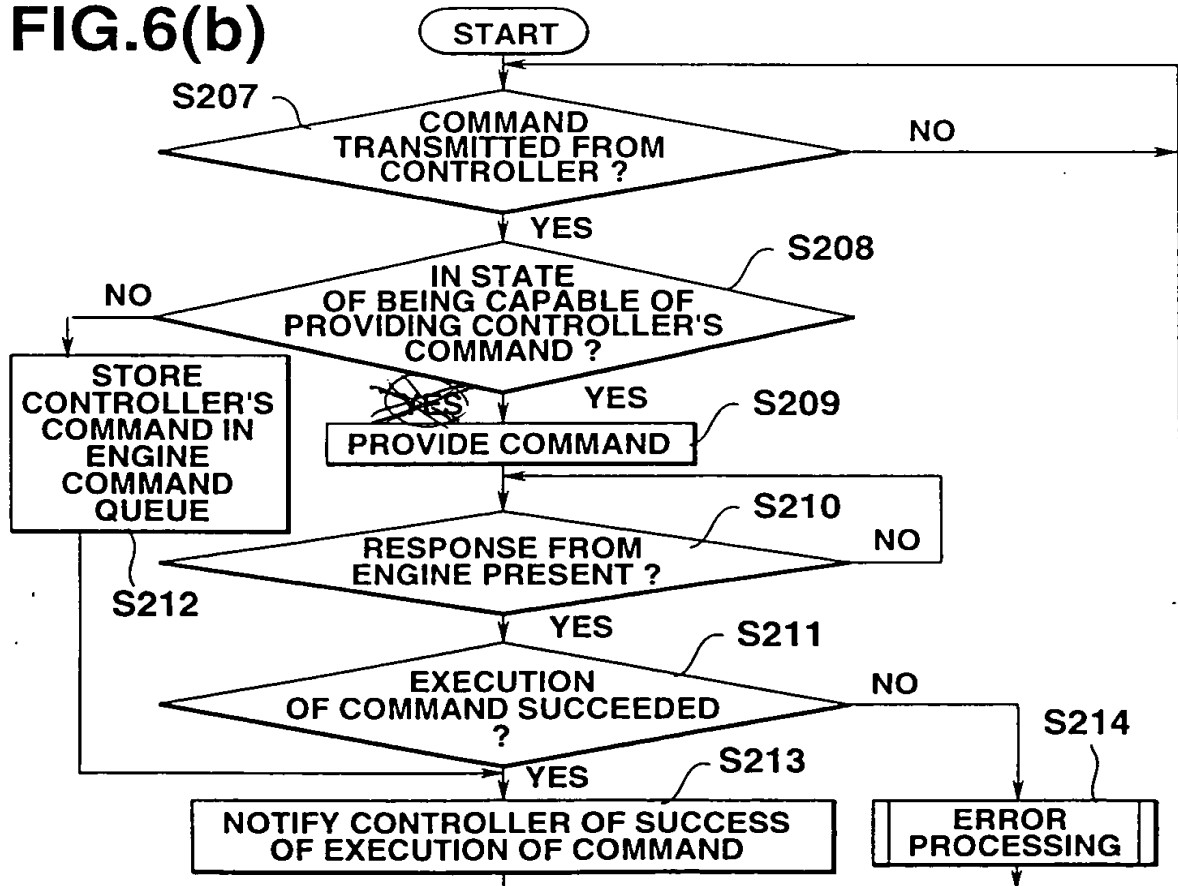 FIG.6(b)
START
S207
COMMAND
TRANSMITTED FROM
CONTROLLER ?
NO
YES
S208
IN STATE
OF BEING CAPABLE OF
PROVIDING CONTROLLER'S
COMMAND ?
NO
STORE
CONTROLLER'S
COMMAND IN
ENGINE
COMMAND
QUEUE
S212
YES
YES
S209
PROVIDE COMMAND
S210
RESPONSE FROM
ENGINE PRESENT ?
NO
YES
S211
EXECUTION
OF COMMAND SUCCEEDED
?
NO
YES
S213
NOTIFY CONTROLLER OF SUCCESS
OF EXECUTION OF COMMAND
S214
ERROR
PROCESSING